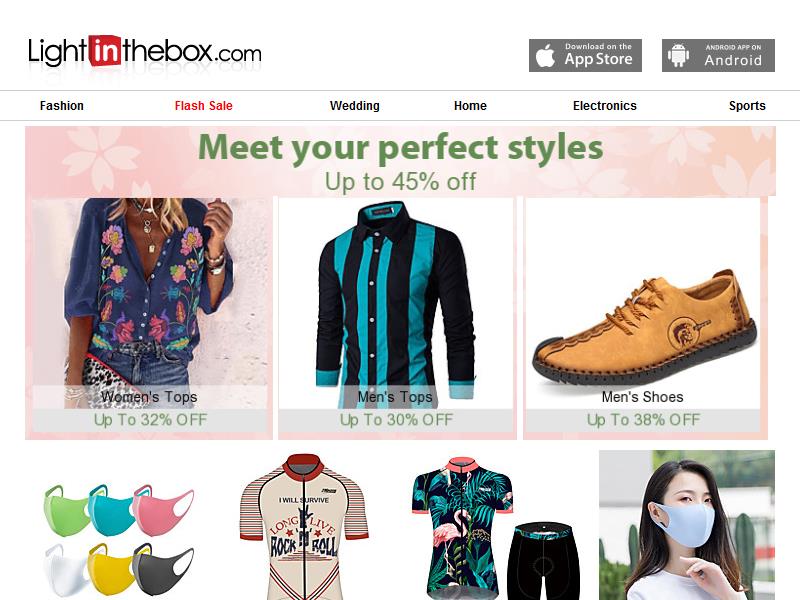 Lightinthebox.com
Download on the
App Store
ANDROID APP ON
Android
Fashion
Flash Sale
Wedding
Home
Electronics
Sports
Meet your perfect styles
Up to 45% off
Women's Tops
Up To 32% OFF
Men's Tops
Up To 30% OFF
Men's Shoes
Up To 38% OFF
I WILL SURVIVE
LONG LIVE
ROCK N ROLL